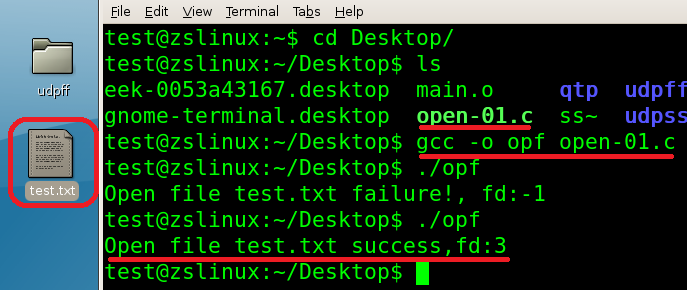 udpff
test.txt
File Edit View Terminal Tabs Help
test@zslinux:~$ cd Desktop/
test@zslinux:~/Desktop$ ls
eek-0053a43167.desktop main.o qtp udpff
gnome-terminal.desktop open-01.c ss~ udpss
test@zslinux:~/Desktop$ gcc -o opf open-01.c
test@zslinux:~/Desktop$ ./opf
Open file test.txt failure!, fd:-1
test@zslinux:~/Desktop$ ./opf
Open file test.txt success,fd:3
test@zslinux:~/Desktop$